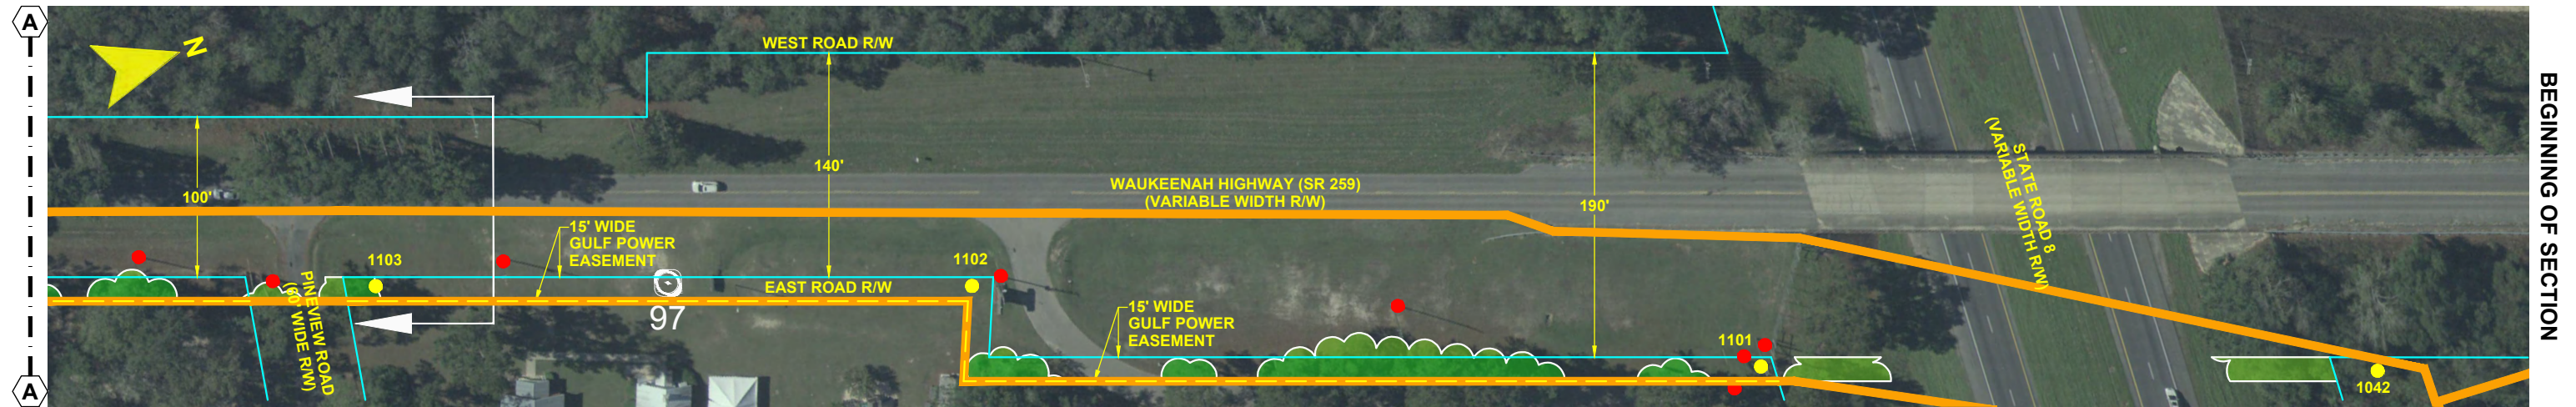 A
N
WEST ROAD R/W
100'
140'
WAUKEENAH HIGHWAY (SR 259)
(VARIABLE WIDTH R/W)
190'
STATE ROAD 8
(VARIABLE WIDTH R/W)
BEGINNING OF SECTION
15' WIDE
GULF POWER
EASEMENT
1103
1102
EAST ROAD R/W
97
PINEVIEW ROAD
(60' WIDE R/W)
15' WIDE
GULF POWER
EASEMENT
1101
1042
A